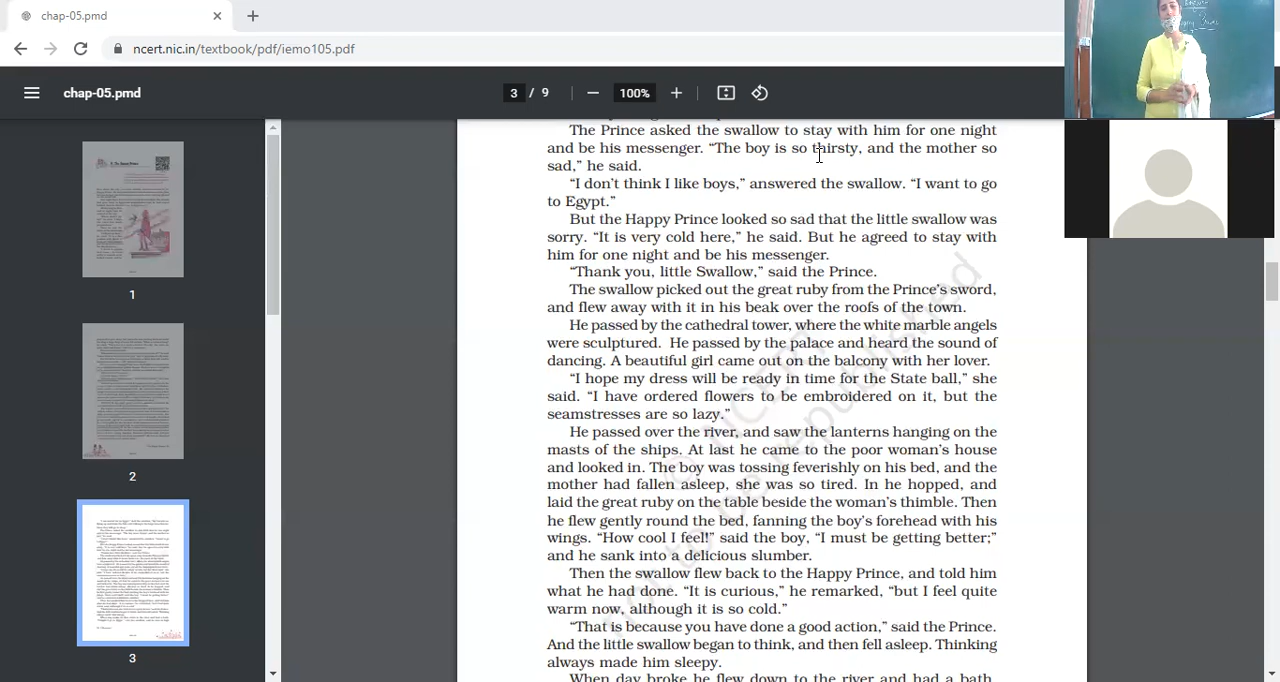 chap-05.pmd
ncert.nic.in/textbook/pdf/iemo105.pdf
chap-05.pmd
3 / 9
100%
The Prince asked the swallow to stay with him for one night
and be his messenger. “The boy is so thirsty, and the mother so
sad,” he said.
“I don't think I like boys,” answered the swallow. “I want to go
to Egypt.”
But the Happy Prince looked so sad that the little swallow was
sorry. “It is very cold here,” he said. But he agreed to stay with
him for one night and be his messenger.
“Thank you, little Swallow,” said the Prince.
The swallow picked out the great ruby from the Prince's sword,
and flew away with it in his beak over the roofs of the town.
He passed by the cathedral tower, where the white marble angels
were sculptured. He passed by the palace and heard the sound of
dancing. A beautiful girl came out on the balcony with her lover.
“I hope my dress will be ready in time for the State ball,” she
said. “I have ordered flowers to be embroidered on it, but the
seamstresses are so lazy.”
He passed over the river, and saw the lanterns hanging on the
masts of the ships. At last he came to the poor woman's house
and looked in. The boy was tossing feverishly on his bed, and the
mother had fallen asleep, she was so tired. In he hopped, and
laid the great ruby on the table beside the woman's thimble. Then
he flew gently round the bed, fanning the boy's forehead with his
wings. “How cool I feel!” said the boy, “I must be getting better;”
and he sank into a delicious slumber.
Then the swallow flew back to the Happy Prince, and told him
what he had done. “It is curious,” he remarked, “but I feel quite
warm now, although it is so cold.”
“That is because you have done a good action,” said the Prince.
And the little swallow began to think, and then fell asleep. Thinking
always made him sleepy.
When day broke he flew down to the river and had a bath.
1
2
3